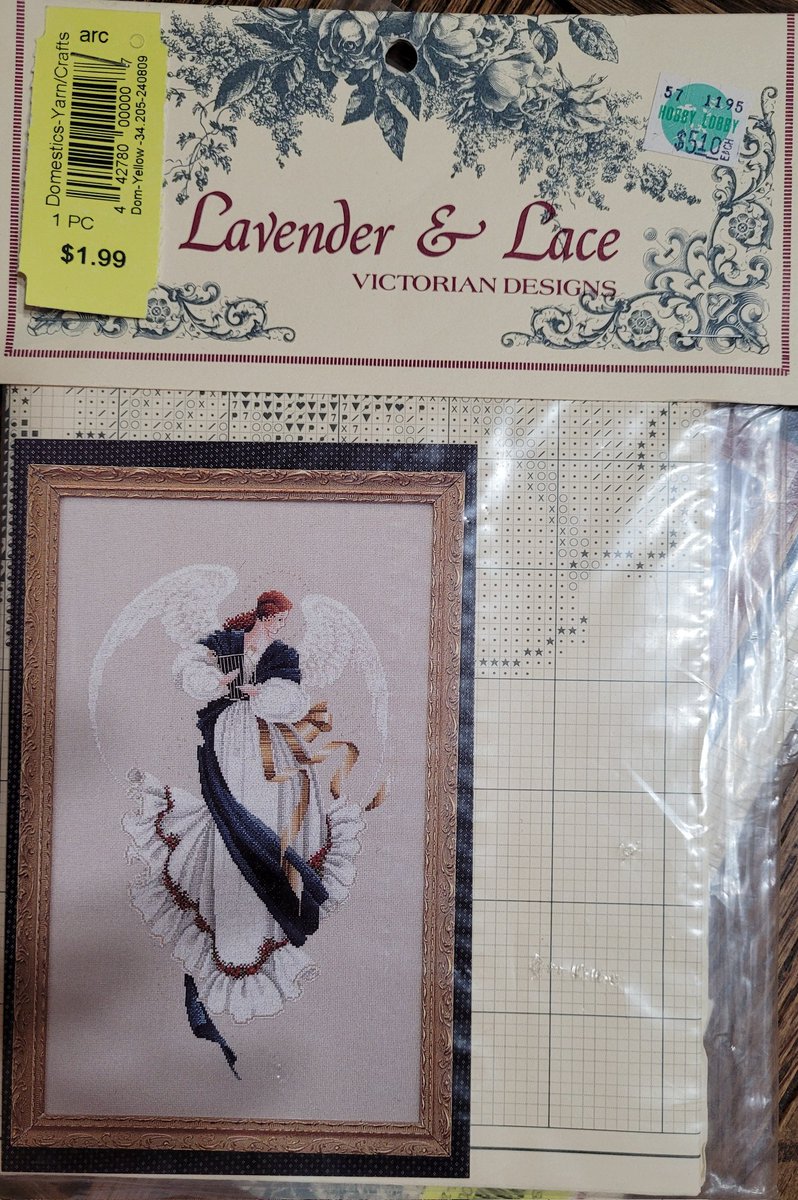 arc
Domestics-Yarn/Crafts
4 42780 00000 7
Dom-Yellow -34.205-240809
1 PC
$1.99
57 1195
HOBBY LOBBY
$5.10
EACH
Lavender & Lace
VICTORIAN DESIGNS